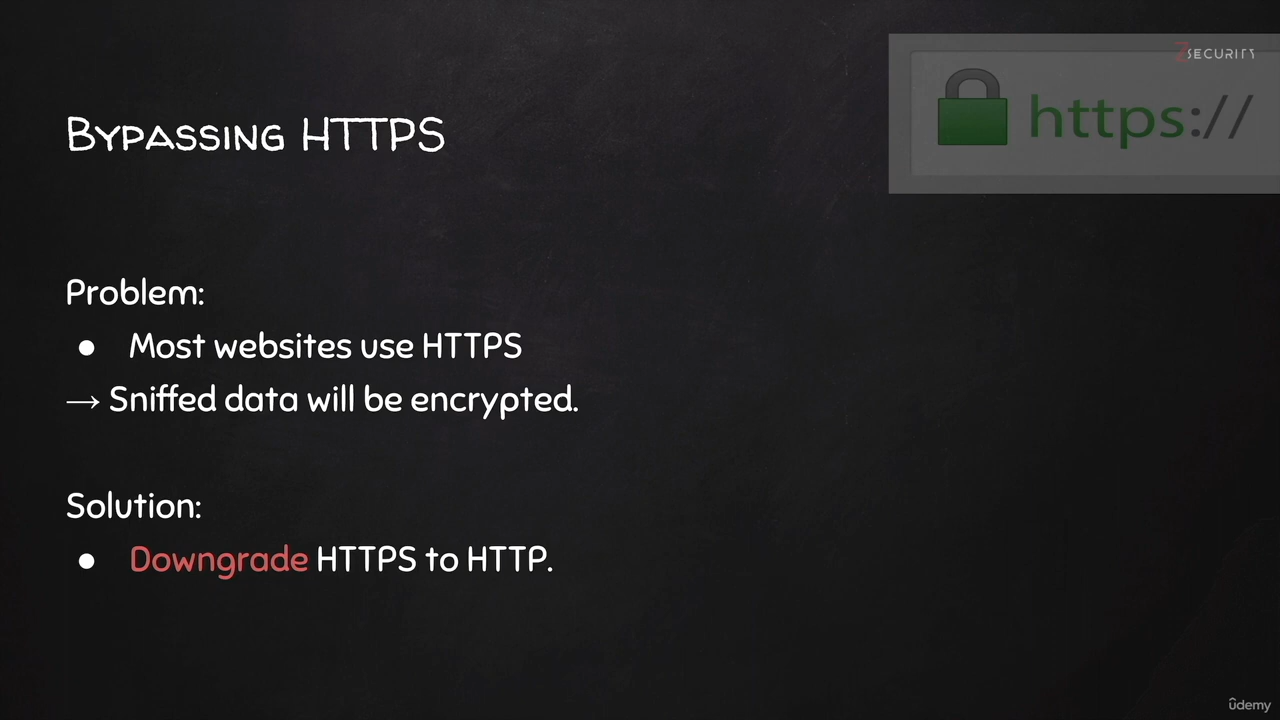 ZSECURITY
https://
Bypassing HTTPS
Problem:
● Most websites use HTTPS
→ Sniffed data will be encrypted.
Solution:
● Downgrade HTTPS to HTTP.
ûdemy